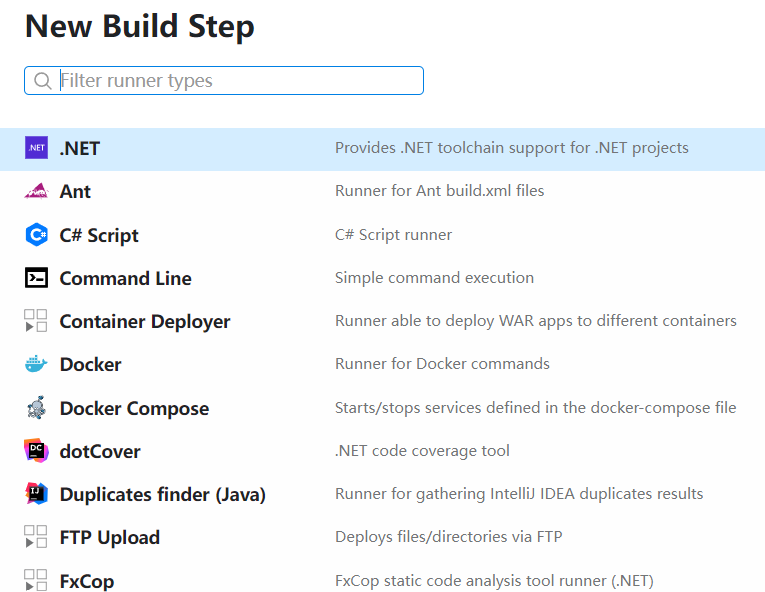 New Build Step
Filter runner types
.NET .NET Provides .NET toolchain support for .NET projects
Ant Runner for Ant build.xml files
C# C# Script C# Script runner
Command Line Simple command execution
Container Deployer Runner able to deploy WAR apps to different containers
Docker Runner for Docker commands
Docker Compose Starts/stops services defined in the docker-compose file
DC dotCover .NET code coverage tool
IJ Duplicates finder (Java) Runner for gathering IntelliJ IDEA duplicates results
FTP Upload Deploys files/directories via FTP
FxCop FxCop static code analysis tool runner (.NET)